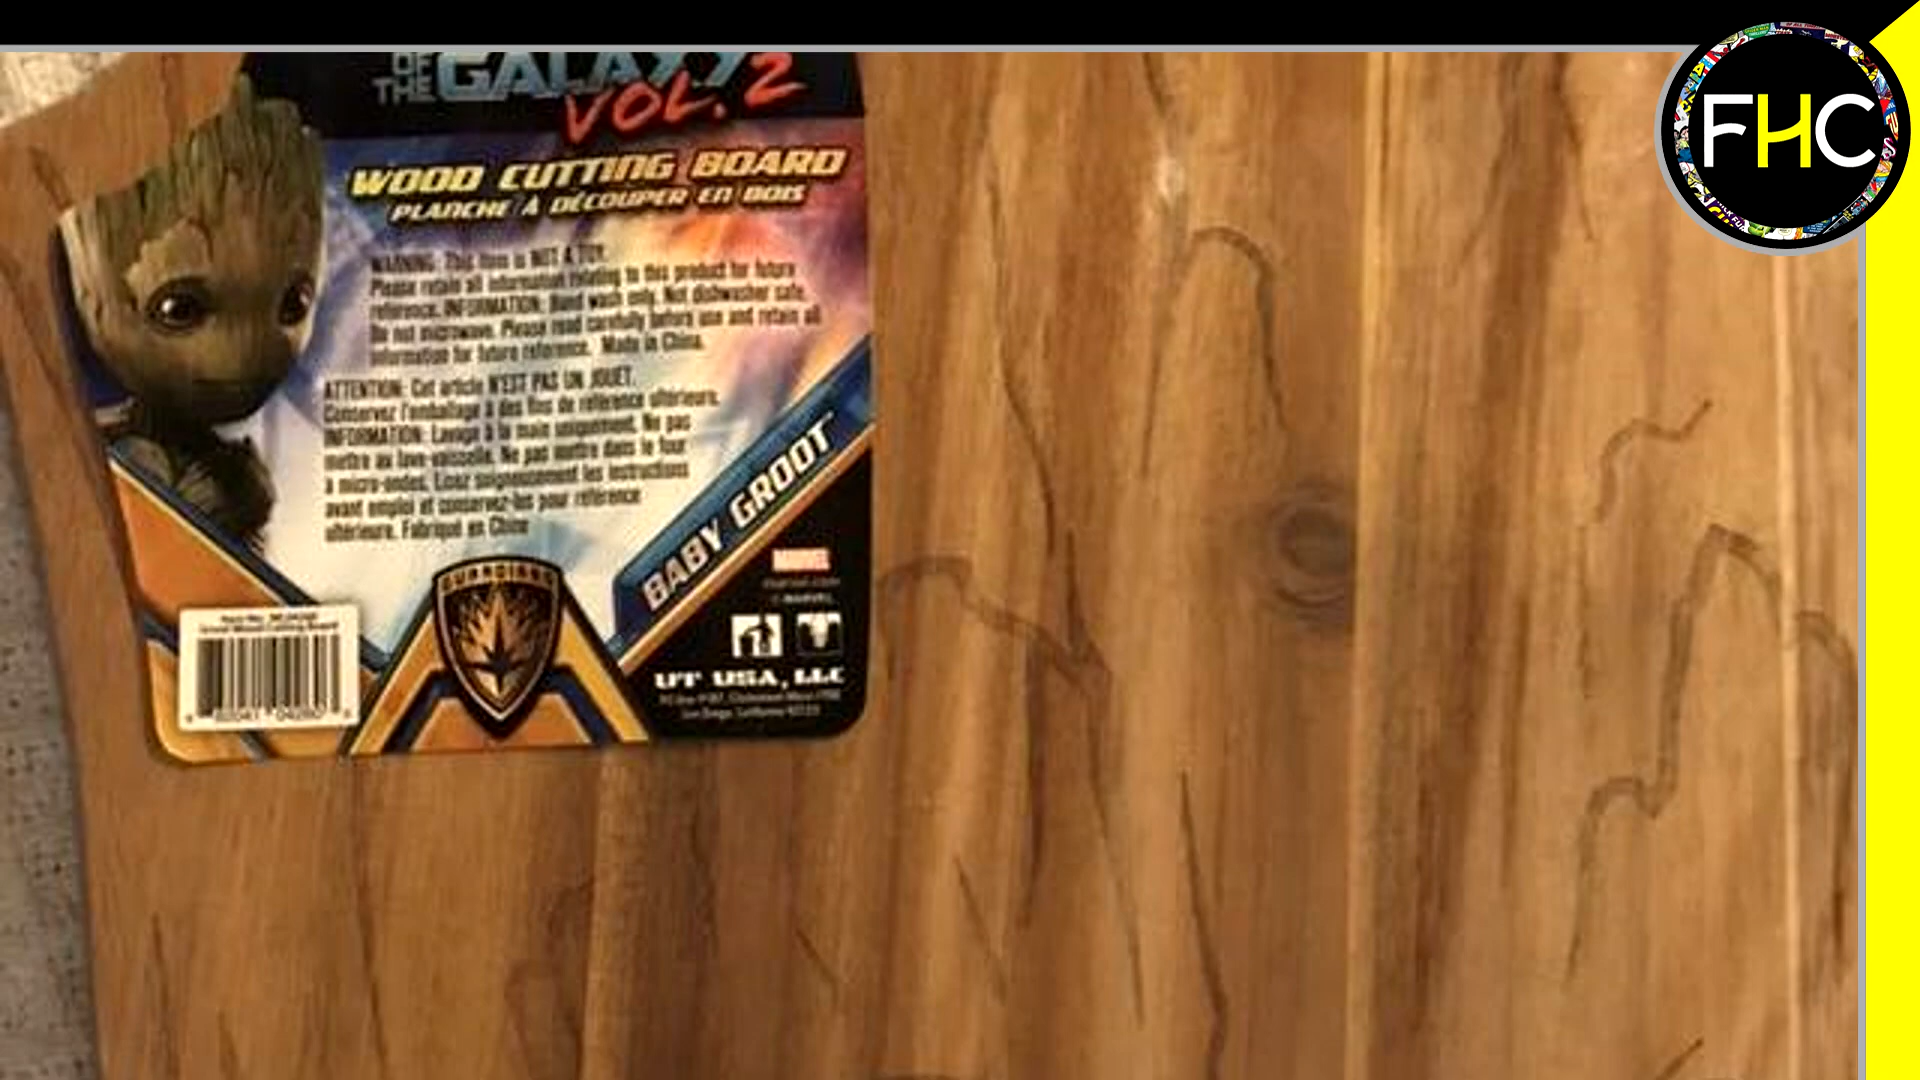 FHC
OF
THE GALAXY
VOL. 2
WOOD CUTTING BOARD
PLANCHE À DÉCOUPER EN BOIS
WARNING: This item is NOT A TOY.
Please retain all information relating to this product for future
reference. INFORMATION: Hand wash only. Not dishwasher safe.
Do not microwave. Please read carefully before use and retain all
information for future reference. Made in China.
ATTENTION: Cet article N'EST PAS UN JOUET.
Conservez l'emballage à des fins de référence ultérieure.
INFORMATION: Lavage à la main uniquement. Ne pas
mettre au lave-vaisselle. Ne pas mettre dans le four
à micro-ondes. Lisez soigneusement les instructions
avant emploi et conservez-les pour référence
ultérieure. Fabriqué en Chine
BABY GROOT
GUARDIANS
MARVEL
marvel.com
© MARVEL
UT USA, LLC